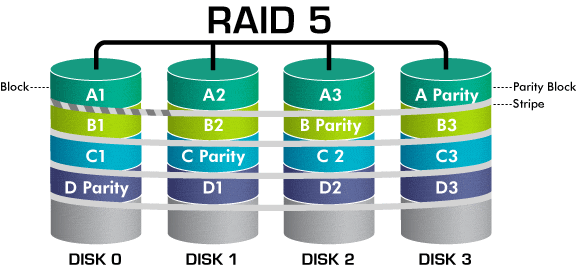 RAID 5
Block
A1 A2 A3 A Parity
Parity Block
Stripe
B1 B2 B Parity B3
C1 C Parity C 2 C3
D Parity D1 D2 D3
DISK 0 DISK 1 DISK 2 DISK 3